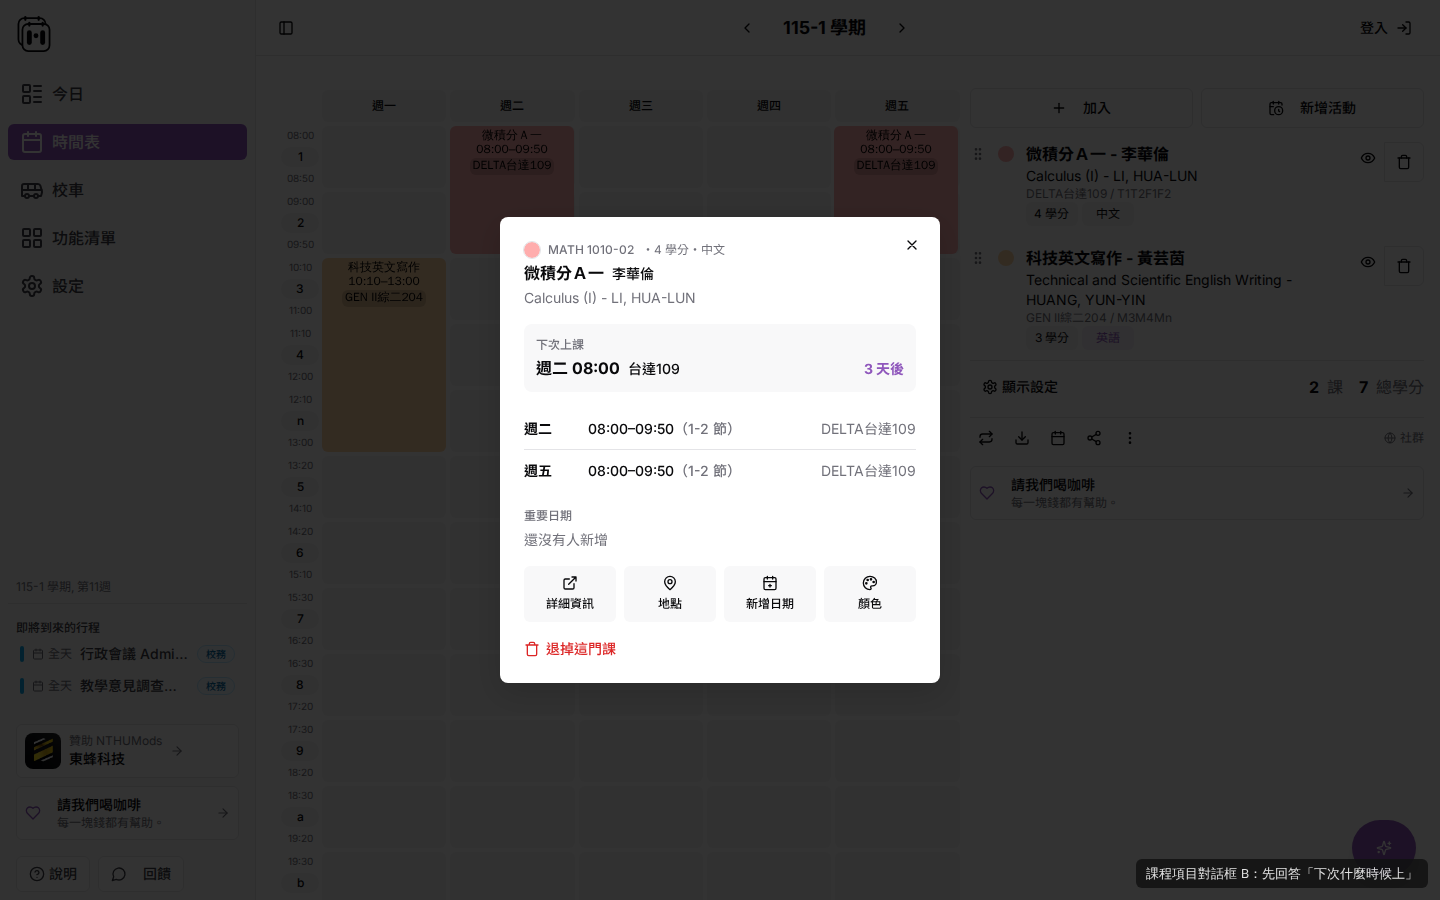 115-1 學期
登入
今日
時間表
校車
功能清單
設定
115-1 學期, 第11週
即將到來的行程
全天 行政會議 Admi... 校務
全天 教學意見調查... 校務
贊助 NTHUMods
東蜂科技
請我們喝咖啡
每一塊錢都有幫助。
說明
回饋
週一
週二
週三
週四
週五
08:00
1
08:50
09:00
2
09:50
10:10
3
11:00
11:10
4
12:00
12:10
n
13:00
13:20
5
14:10
14:20
6
15:10
15:30
7
16:20
16:30
8
17:20
17:30
9
18:20
18:30
a
19:20
19:30
b
微積分A一
08:00–09:50
DELTA台達109
微積分A一
08:00–09:50
DELTA台達109
科技英文寫作
10:10–13:00
GEN II綜二204
MATH 1010-02 ・4 學分・中文
微積分A一 李華倫
Calculus (I) - LI, HUA-LUN
下次上課
週二 08:00 台達109
3 天後
週二 08:00–09:50 (1-2 節) DELTA台達109
週五 08:00–09:50 (1-2 節) DELTA台達109
重要日期
還沒有人新增
詳細資訊
地點
新增日期
顏色
退掉這門課
加入
新增活動
微積分A一 - 李華倫
Calculus (I) - LI, HUA-LUN
DELTA台達109 / T1T2F1F2
4 學分
中文
科技英文寫作 - 黃芸茵
Technical and Scientific English Writing -
HUANG, YUN-YIN
GEN II綜二204 / M3M4Mn
3 學分
英語
顯示設定
2 課 7 總學分
社群
請我們喝咖啡
每一塊錢都有幫助。
課程項目對話框 B：先回答「下次什麼時候上」